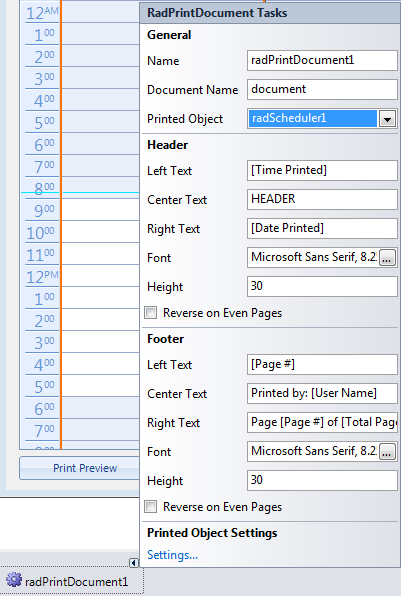 12AM
1 00
2 00
3 00
4 00
5 00
6 00
7 00
8 00
9 00
10 00
11 00
12PM
1 00
2 00
3 00
4 00
5 00
6 00
7 00
Print Preview
RadPrintDocument Tasks
General
Name radPrintDocument1
Document Name document
Printed Object radScheduler1
Header
Left Text [Time Printed]
Center Text HEADER
Right Text [Date Printed]
Font Microsoft Sans Serif, 8.2 ...
Height 30
Reverse on Even Pages
Footer
Left Text [Page #]
Center Text Printed by: [User Name]
Right Text Page [Page #] of [Total Pag
Font Microsoft Sans Serif, 8.2 ...
Height 30
Reverse on Even Pages
Printed Object Settings
Settings...
radPrintDocument1